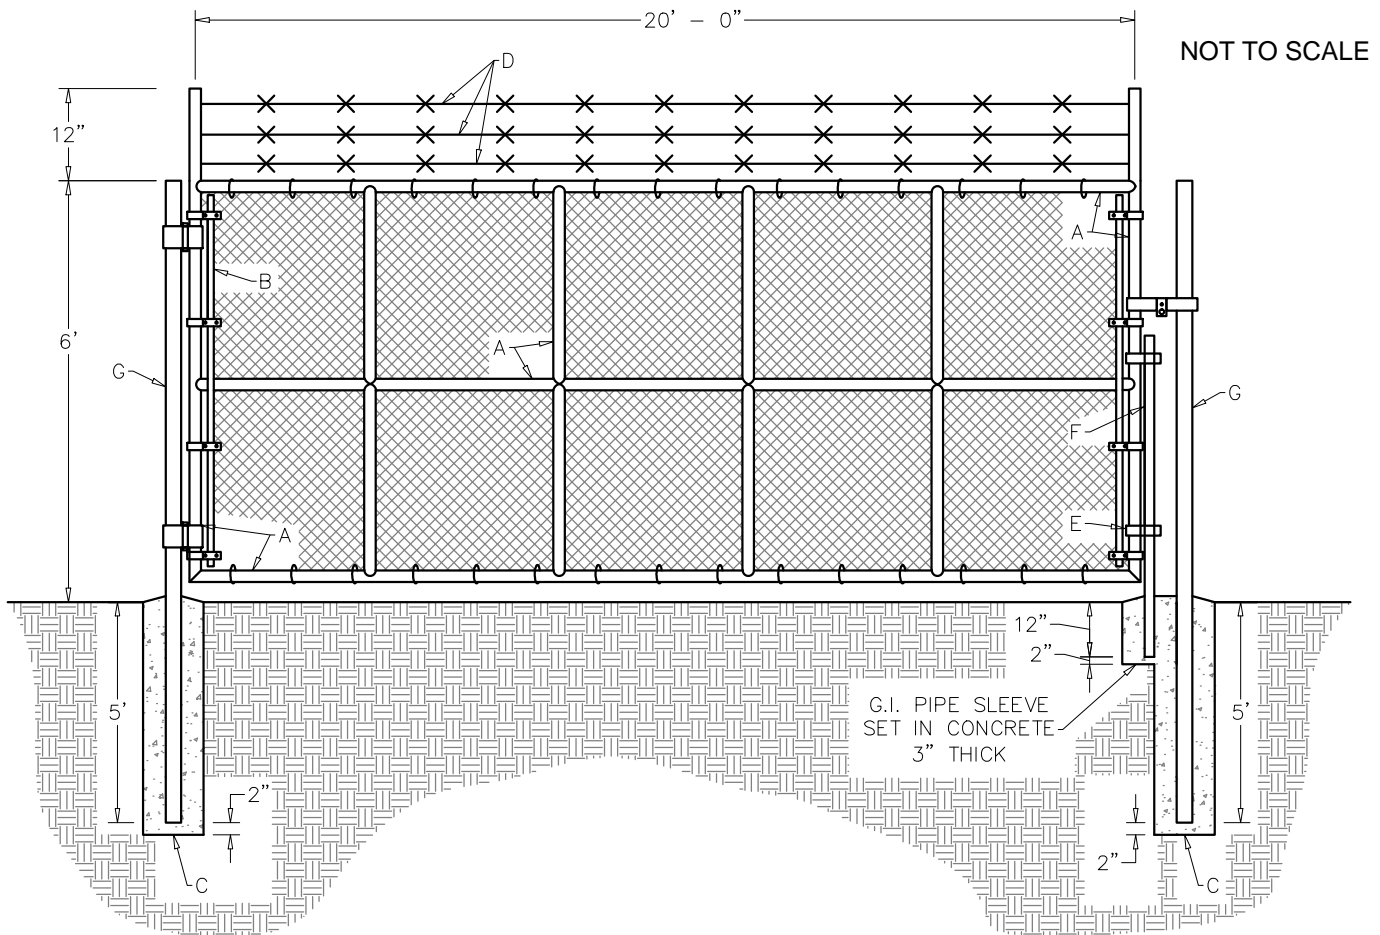 20' - 0"
NOT TO SCALE
D
12"
A
B
6'
A
G
G
F
E
A
12"
2"
5'
G.I. PIPE SLEEVE
SET IN CONCRETE
3" THICK
5'
2"
2"
C
C